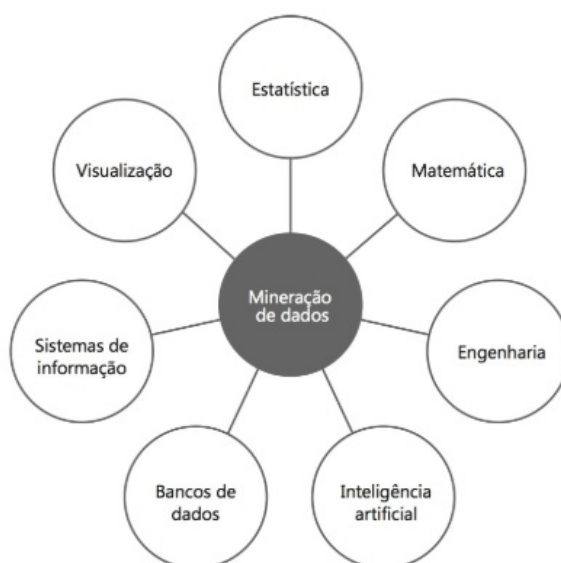 Estatística
Visualização
Matemática
Mineração
de dados
Sistemas de
informação
Engenharia
Bancos de
dados
Inteligência
artificial